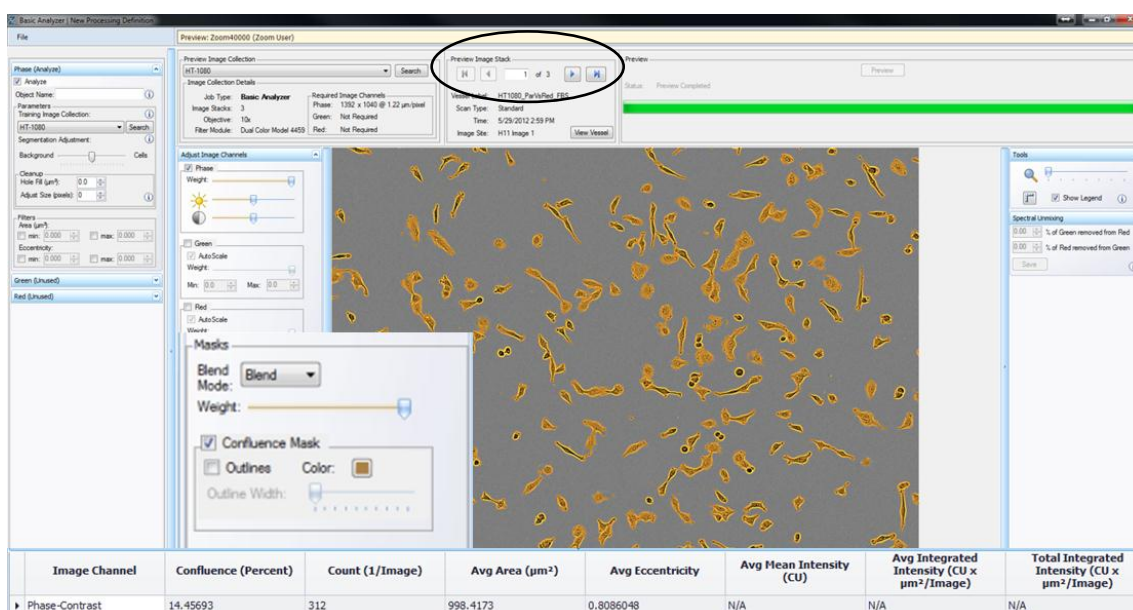 Basic Analyzer | New Processing Definition
File
Preview: Zoom40000 (Zoom User)
Phase (Analyze)
Analyze
Object Name:
Parameters
Training Image Collection:
HT-1080 Search
Segmentation Adjustment:
Background Cells
Cleanup
Hole Fill (µm²): 0.0
Adjust Size (pixels): 0
Filters
Area (µm²):
min: 0.000 max: 0.000
Eccentricity:
min: 0.000 max: 0.000
Green (Unused)
Red (Unused)
Preview Image Collection
HT-1080 Search
Image Collection Details
Job Type: Basic Analyzer
Image Stacks: 3
Objective: 10x
Filter Module: Dual Color Model 4459
Required Image Channels
Phase: 1392 x 1040 @ 1.22 µm/pixel
Green: Not Required
Red: Not Required
Preview Image Stack
1 of 3
Vessel Label: HT1080_ParVsRed_FBS
Scan Type: Standard
Time: 5/29/2012 2:59 PM
Image Site: H11 Image 1 View Vessel
Preview
Preview
Status: Preview Completed
Adjust Image Channels
Phase
Weight:
Green
AutoScale
Weight:
Min: 0.0 Max: 0.0
Red
AutoScale
Weight:
Masks
Blend Mode: Blend
Weight:
Confluence Mask
Outlines Color:
Outline Width:
Tools
Show Legend
Spectral Unmixing
0.00 % of Green removed from Red
0.00 % of Red removed from Green
Save
Image Channel Confluence (Percent) Count (1/Image) Avg Area (µm²) Avg Eccentricity Avg Mean Intensity (CU) Avg Integrated Intensity (CU x µm²/Image) Total Integrated Intensity (CU x µm²/Image)
Phase-Contrast 14.45693 312 998.4173 0.8086048 N/A N/A N/A